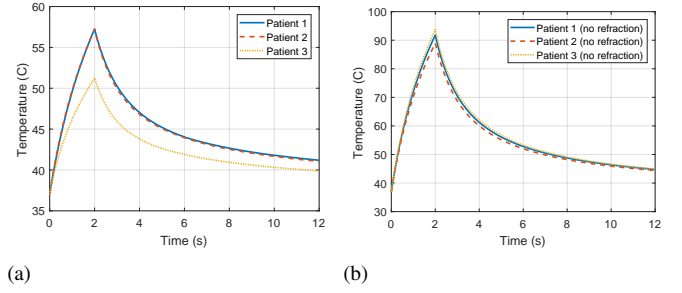 60
55
50
45
40
35
Temperature (C)
0 2 4 6 8 10 12
Time (s)
Patient 1
Patient 2
Patient 3
(a)
100
90
80
70
60
50
40
30
Temperature (C)
0 2 4 6 8 10 12
Time (s)
Patient 1 (no refraction)
Patient 2 (no refraction)
Patient 3 (no refraction)
(b)